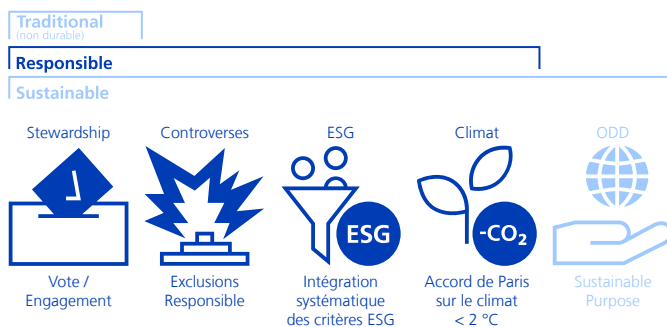 Traditional
(non durable)
Responsible
Sustainable
Stewardship
Controverses
ESG
Climat
ODD
ESG
-CO₂
Vote /
Engagement
Exclusions
Responsible
Intégration
systématique
des critères ESG
Accord de Paris
sur le climat
< 2 °C
Sustainable
Purpose